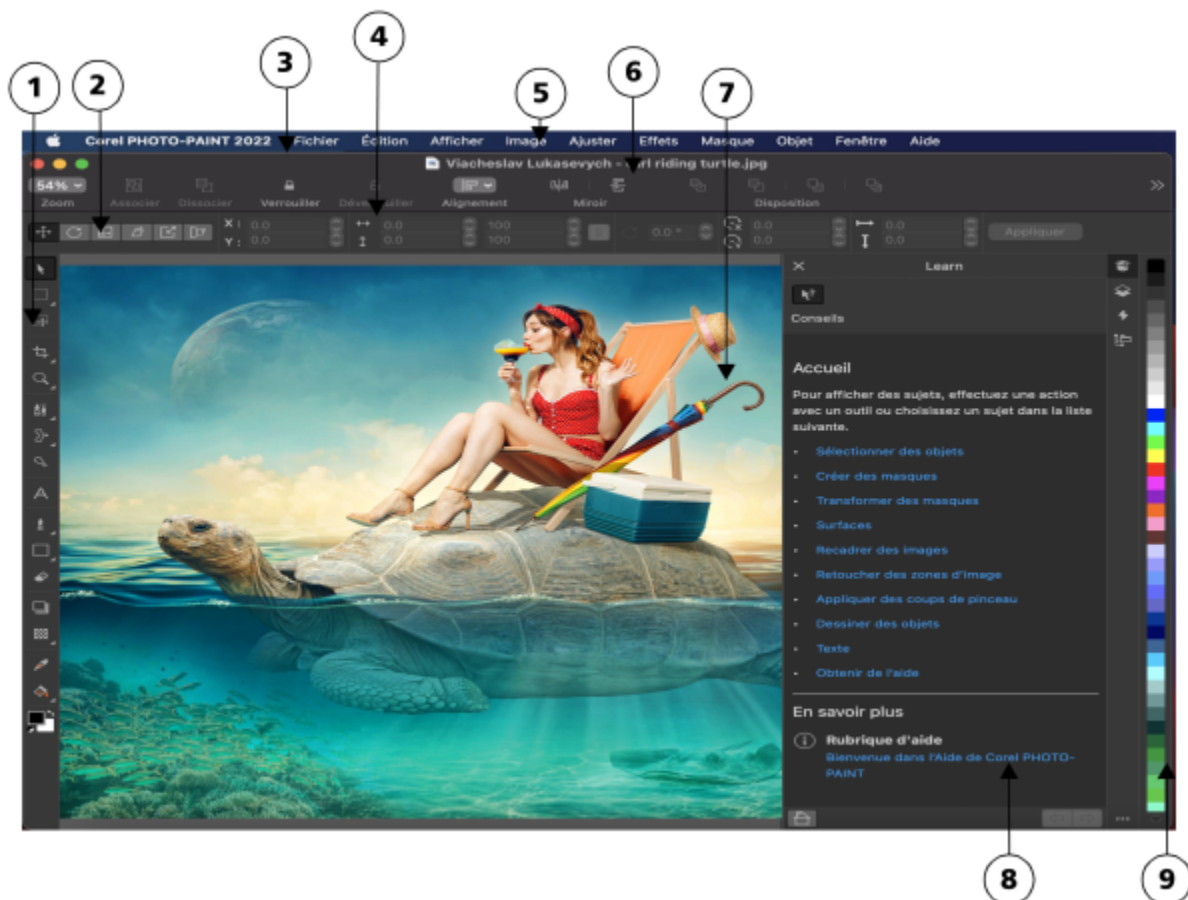 1
2
3
4
5
6
7
Corel PHOTO-PAINT 2022 Fichier Édition Afficher Image Ajuster Effets Masque Objet Fenêtre Aide
Viacheslav Lukasevych - riding turtle.jpg
54%
Zoom Associer Dissocier Verrouiller Déverrouiller Alignement Miroir Disposition
X: 0.0 0.0 100 0.0 ° 0.0 0.0 Appliquer
Y: 0.0 0.0 100 0.0 0.0
Learn
Conseils
Accueil
Pour afficher des sujets, effectuez une action
avec un outil ou choisissez un sujet dans la liste
suivante.
Sélectionner des objets
Créer des masques
Transformer des masques
Surfaces
Recadrer des images
Retoucher des zones d'image
Appliquer des coups de pinceau
Dessiner des objets
Texte
Obtenir de l'aide
En savoir plus
Rubrique d'aide
Bienvenue dans l'Aide de Corel PHOTO-
PAINT
8
9